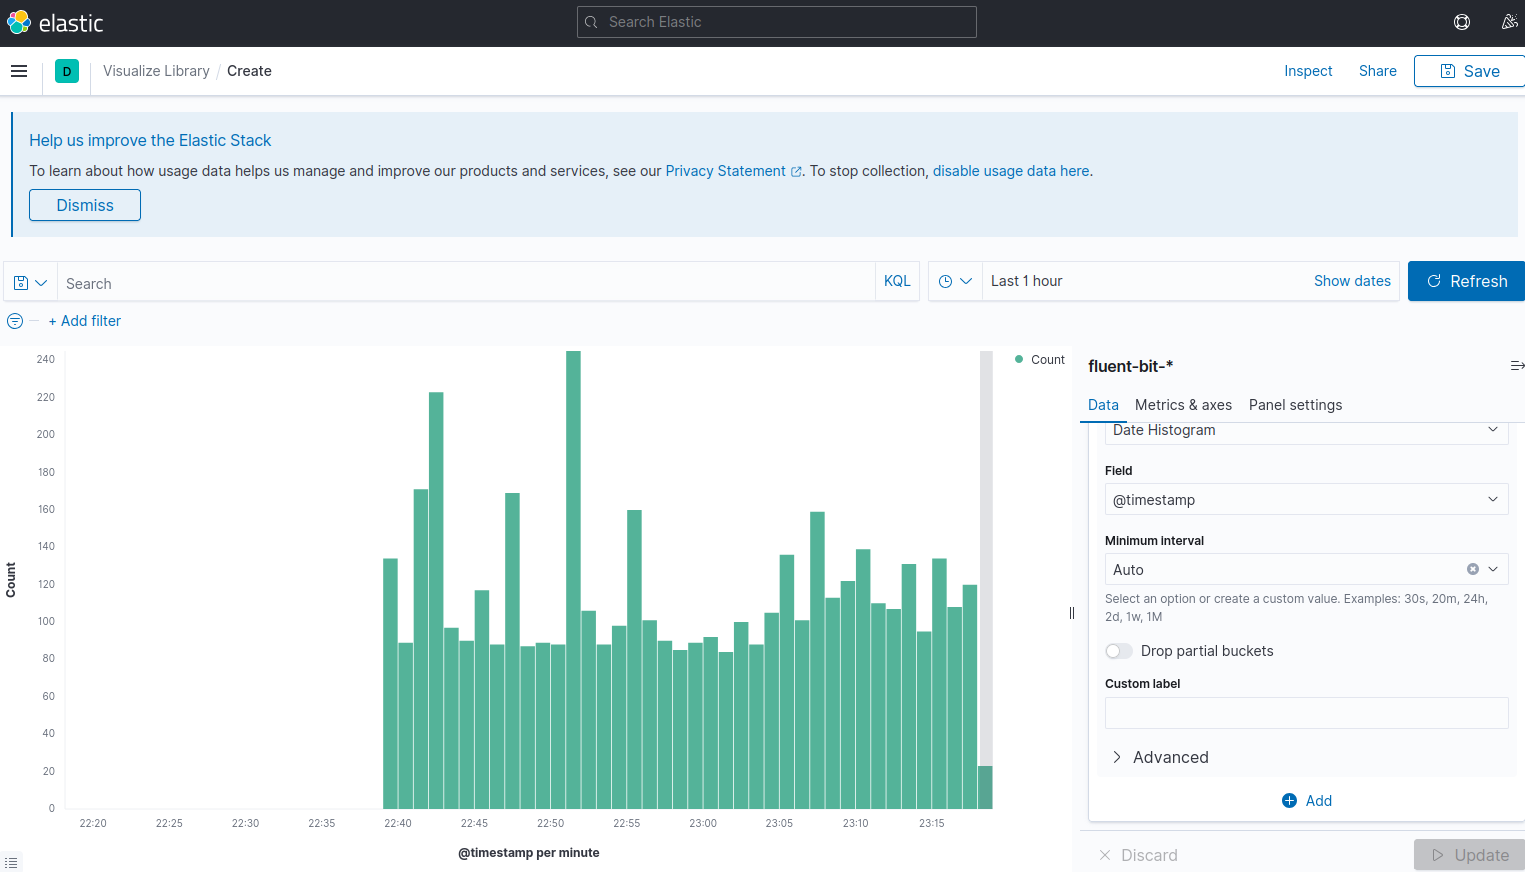 elastic
Search Elastic
D
Visualize Library / Create
Inspect
Share
Save
Help us improve the Elastic Stack
To learn about how usage data helps us manage and improve our products and services, see our Privacy Statement. To stop collection, disable usage data here.
Dismiss
Search
KQL
Last 1 hour
Show dates
Refresh
+ Add filter
240
220
200
180
160
140
120
100
80
60
40
20
0
Count
22:20
22:25
22:30
22:35
22:40
22:45
22:50
22:55
23:00
23:05
23:10
23:15
@timestamp per minute
Count
fluent-bit-*
Data
Metrics & axes
Panel settings
Date Histogram
Field
@timestamp
Minimum interval
Auto
Select an option or create a custom value. Examples: 30s, 20m, 24h,
2d, 1w, 1M
Drop partial buckets
Custom label
Advanced
Add
Discard
Update